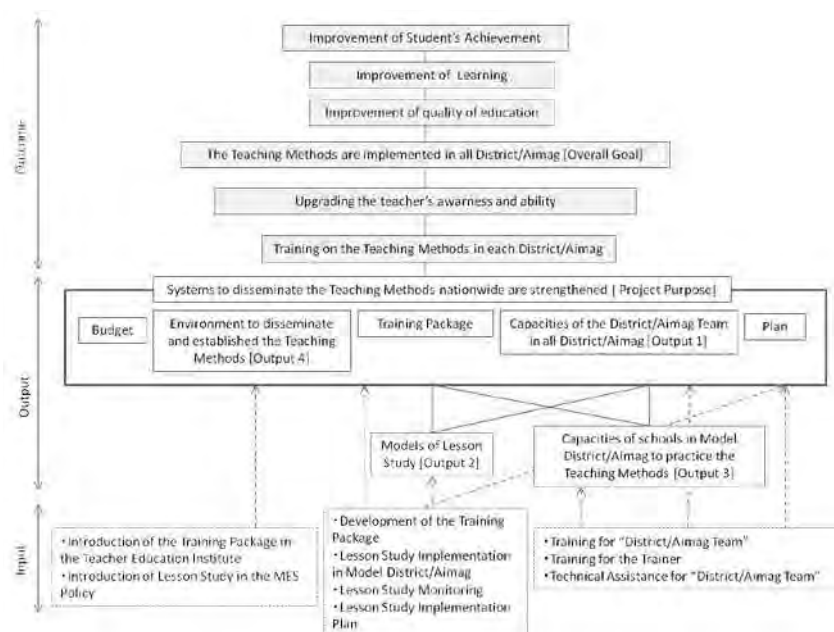 Outcome
Improvement of Student's Achievement
Improvement of Learning
Improvement of quality of education
The Teaching Methods are implemented in all District/Aimag [Overall Goal]
Upgrading the teacher's awarness and ability
Training on the Teaching Methods in each District/Aimag
Output
Systems to disseminate the Teaching Methods nationwide are strengthened [ Project Purpose]
Budget
Environment to disseminate
and established the Teaching
Methods [Output 4]
Training Package
Capacities of the District/Aimag Team
in all District/Aimag [Output 1]
Plan
Models of Lesson
Study [Output 2]
Capacities of schools in Model
District/Aimag to practice the
Teaching Methods [Output 3]
Input
・Introduction of the Training Package in
the Teacher Education Institute
・Introduction of Lesson Study in the MES
Policy
・Development of the Training
Package
・Lesson Study Implementation
in Model District/Aimag
・Lesson Study Monitoring
・Lesson Study Implementation
Plan
・Training for "District/Aimag Team"
・Training for the Trainer
・Technical Assistance for "District/Aimag Team"